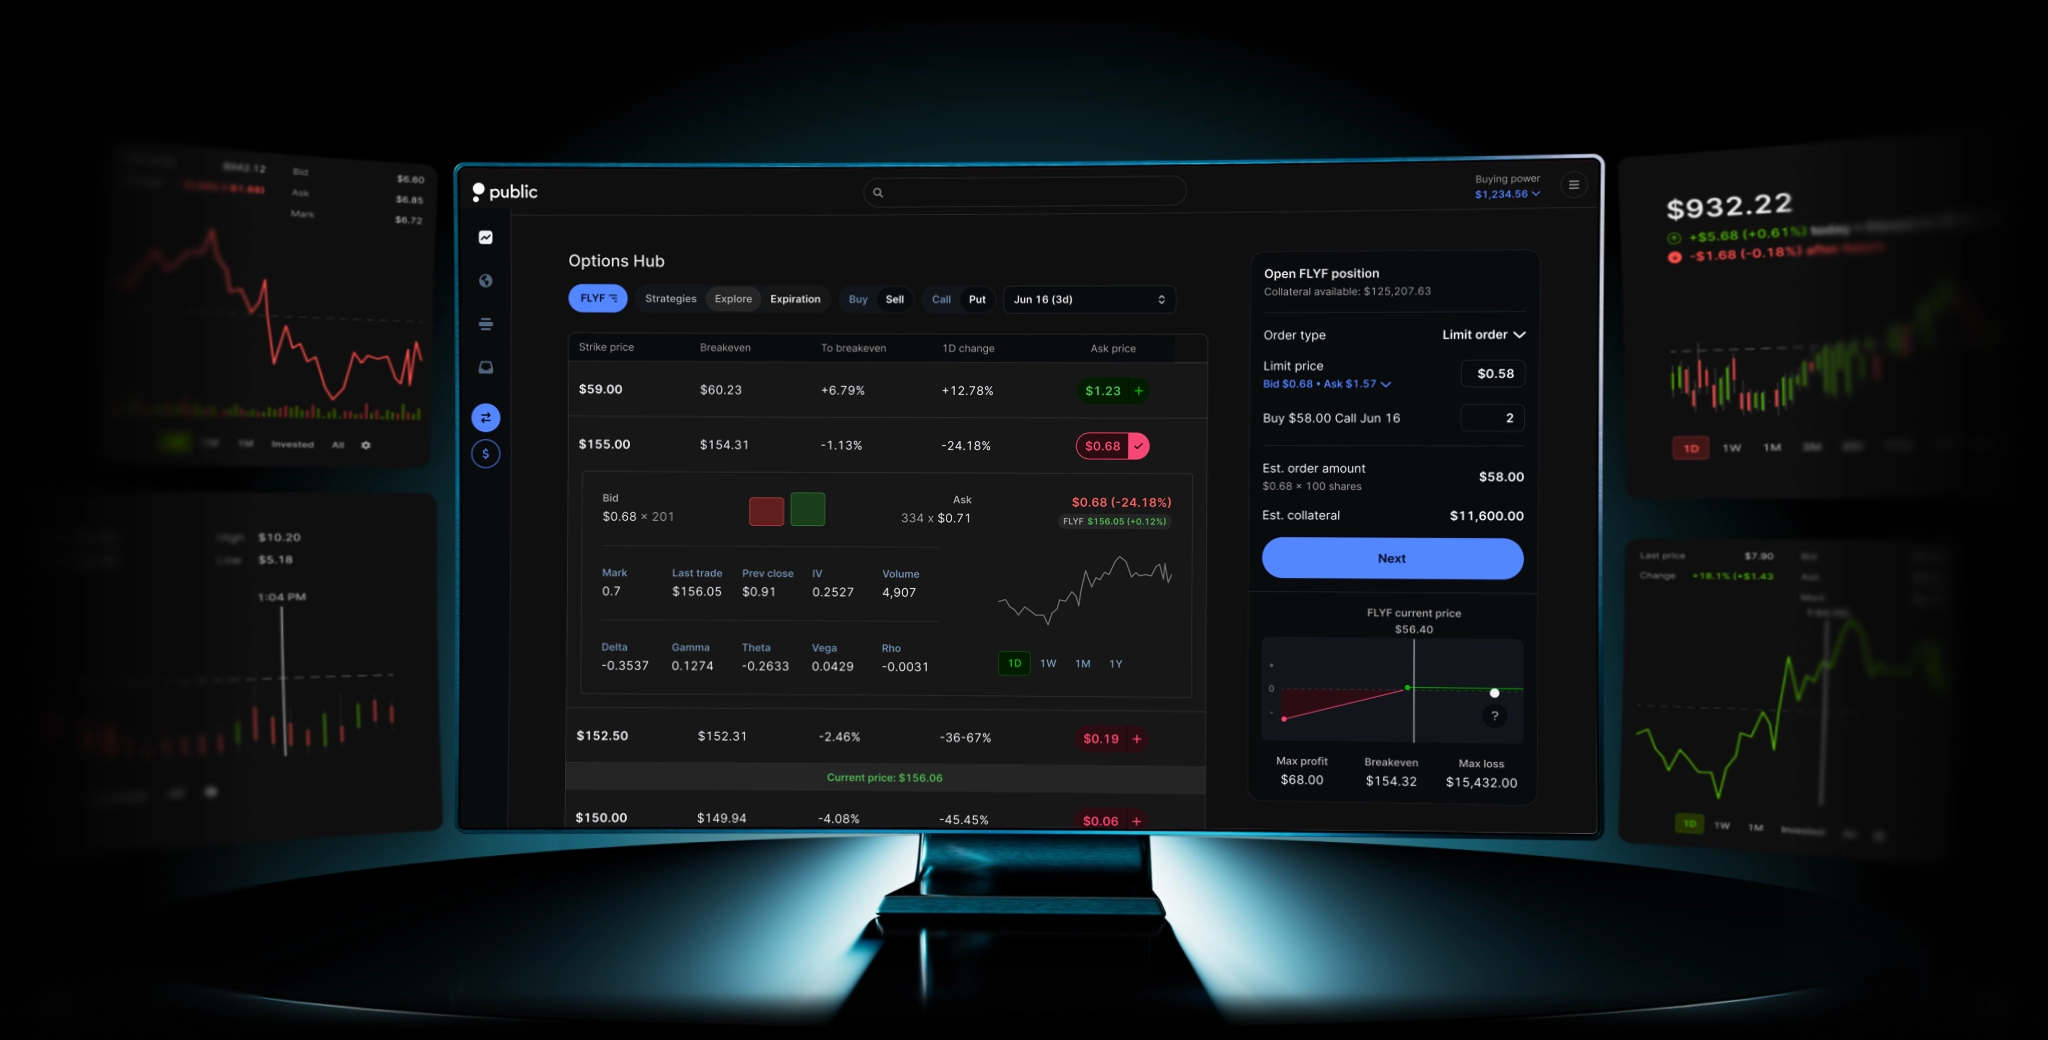 $942.12
Bid $6.60
Ask $6.85
Mark $6.72
1M Invested All
High $10.20
Low $5.18
1:04 PM
public
Buying power
$1,234.56
Options Hub
FLYF Strategies Explore Expiration Buy Sell Call Put Jun 16 (3d)
Strike price Breakeven To breakeven 1D change Ask price
$59.00 $60.23 +6.79% +12.78% $1.23 +
$155.00 $154.31 -1.13% -24.18% $0.68
Bid Ask $0.68 (-24.18%)
$0.68 × 201 334 x $0.71 FLYF $156.05 (+0.12%)
Mark Last trade Prev close IV Volume
0.7 $156.05 $0.91 0.2527 4,907
Delta Gamma Theta Vega Rho
-0.3537 0.1274 -0.2633 0.0429 -0.0031
1D 1W 1M 1Y
$152.50 $152.31 -2.46% -36-67% $0.19 +
Current price: $156.06
$150.00 $149.94 -4.08% -45.45% $0.06 +
Open FLYF position
Collateral available: $125,207.63
Order type Limit order
Limit price $0.58
Bid $0.68 • Ask $1.57
Buy $58.00 Call Jun 16 2
Est. order amount $58.00
$0.68 × 100 shares
Est. collateral $11,600.00
Next
FLYF current price
$56.40
+
0
-
?
Max profit Breakeven Max loss
$68.00 $154.32 $15,432.00
$932.22
+$5.68 (+0.61%) today
-$1.68 (-0.18%) after hours
1D 1W 1M
Last price $7.90
Change +18.1% (+$1.43
1D 1W 1M Invested